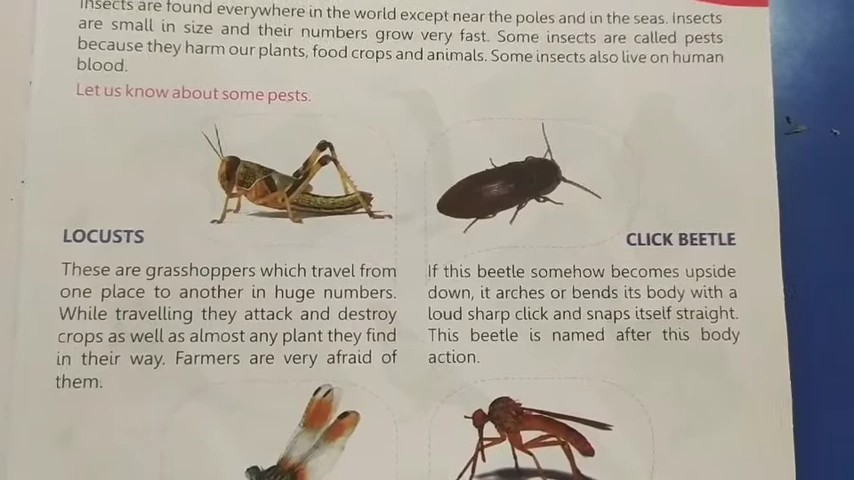 Insects are found everywhere in the world except near the poles and in the seas. Insects
are small in size and their numbers grow very fast. Some insects are called pests
because they harm our plants, food crops and animals. Some insects also live on human
blood.
Let us know about some pests.
LOCUSTS
These are grasshoppers which travel from
one place to another in huge numbers.
While travelling they attack and destroy
crops as well as almost any plant they find
in their way. Farmers are very afraid of
them.
CLICK BEETLE
If this beetle somehow becomes upside
down, it arches or bends its body with a
loud sharp click and snaps itself straight.
This beetle is named after this body
action.